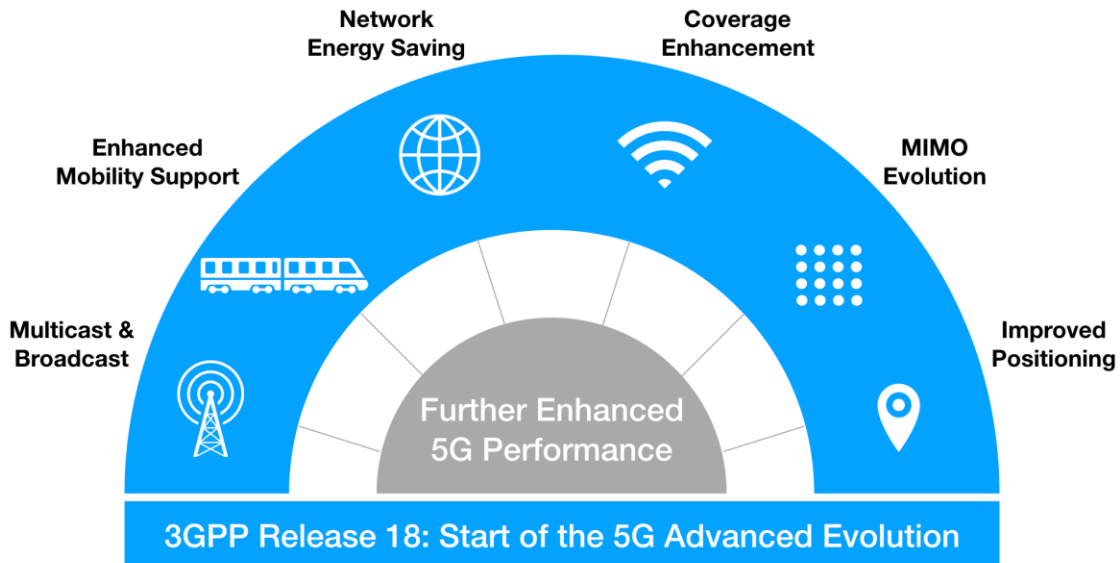 Network
Energy Saving
Coverage
Enhancement
Enhanced
Mobility Support
MIMO
Evolution
Multicast &
Broadcast
Improved
Positioning
Further Enhanced
5G Performance
3GPP Release 18: Start of the 5G Advanced Evolution